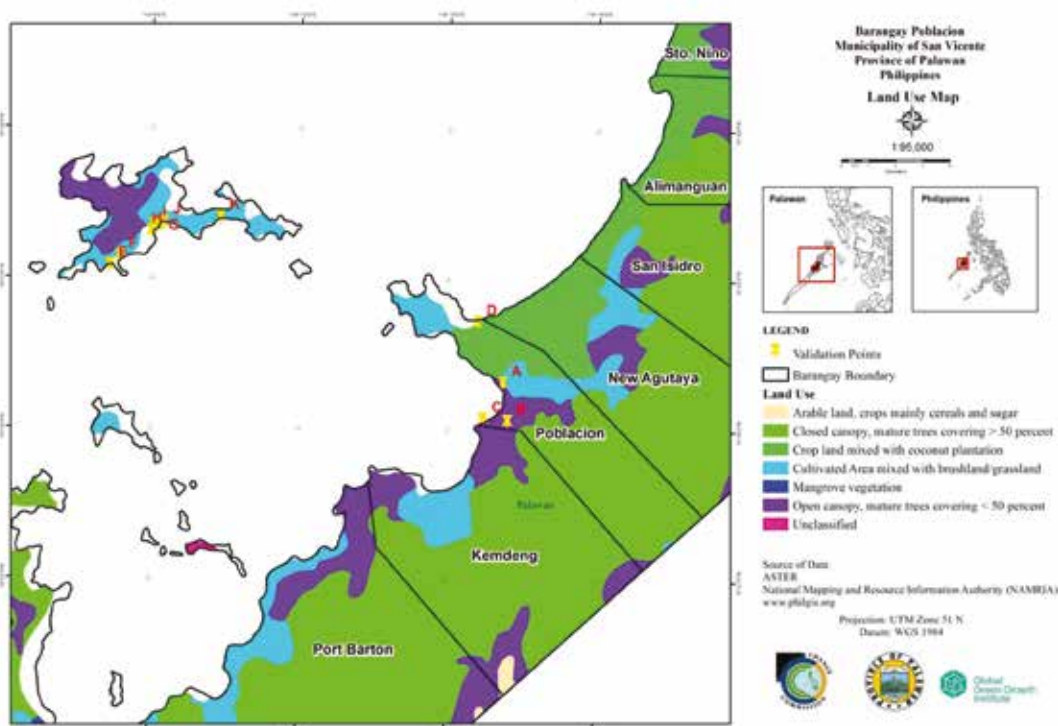 Barangay Poblacion
Municipality of San Vicente
Province of Palawan
Philippines
Land Use Map
1:95,000
Palawan
Philippines
LEGEND
Validation Points
Barangay Boundary
Land Use
Arable land, crops mainly cereals and sugar
Closed canopy, mature trees covering > 50 percent
Crop land mixed with coconut plantation
Cultivated Area mixed with brushland/grassland
Mangrove vegetation
Open canopy, mature trees covering < 50 percent
Unclassified
Source of Data
ASTER
National Mapping and Resource Information Authority (NAMRIA)
www.philgis.org
Projection: UTM Zone 51 N
Datum: WGS 1984
Global
Green Growth
Institute
Sto. Nino
Alimanguan
San Isidro
D
A
New Agutaya
C
B
Poblacion
Palawan
Kemdeng
Port Barton